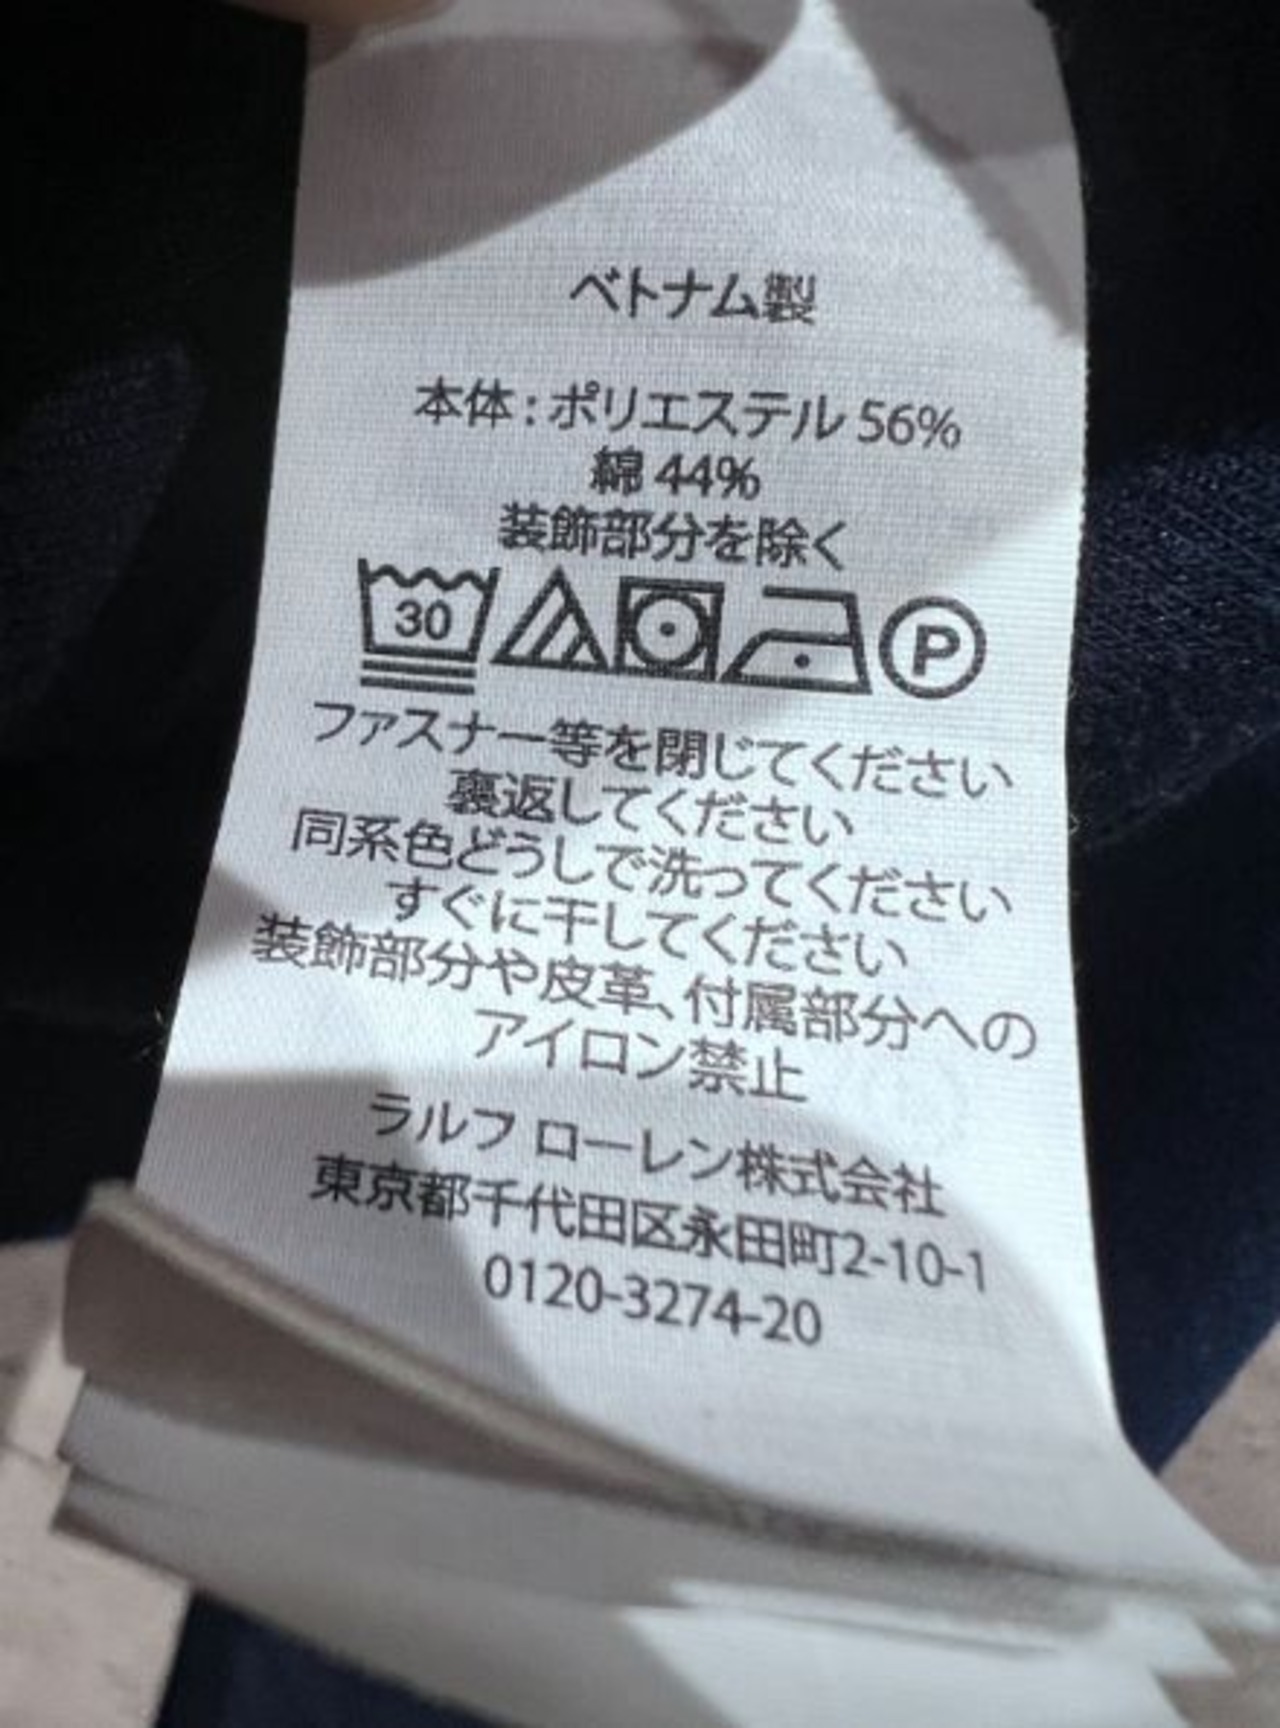 ベトナム製
本体 : ポリエステル 56%
綿 44%
装飾部分を除く
30 P
ファスナー等を閉じてください
裏返してください
同系色どうしで洗ってください
すぐに干してください
装飾部分や皮革、付属部分への
アイロン禁止
ラルフ ローレン株式会社
東京都千代田区永田町2-10-1
0120-3274-20